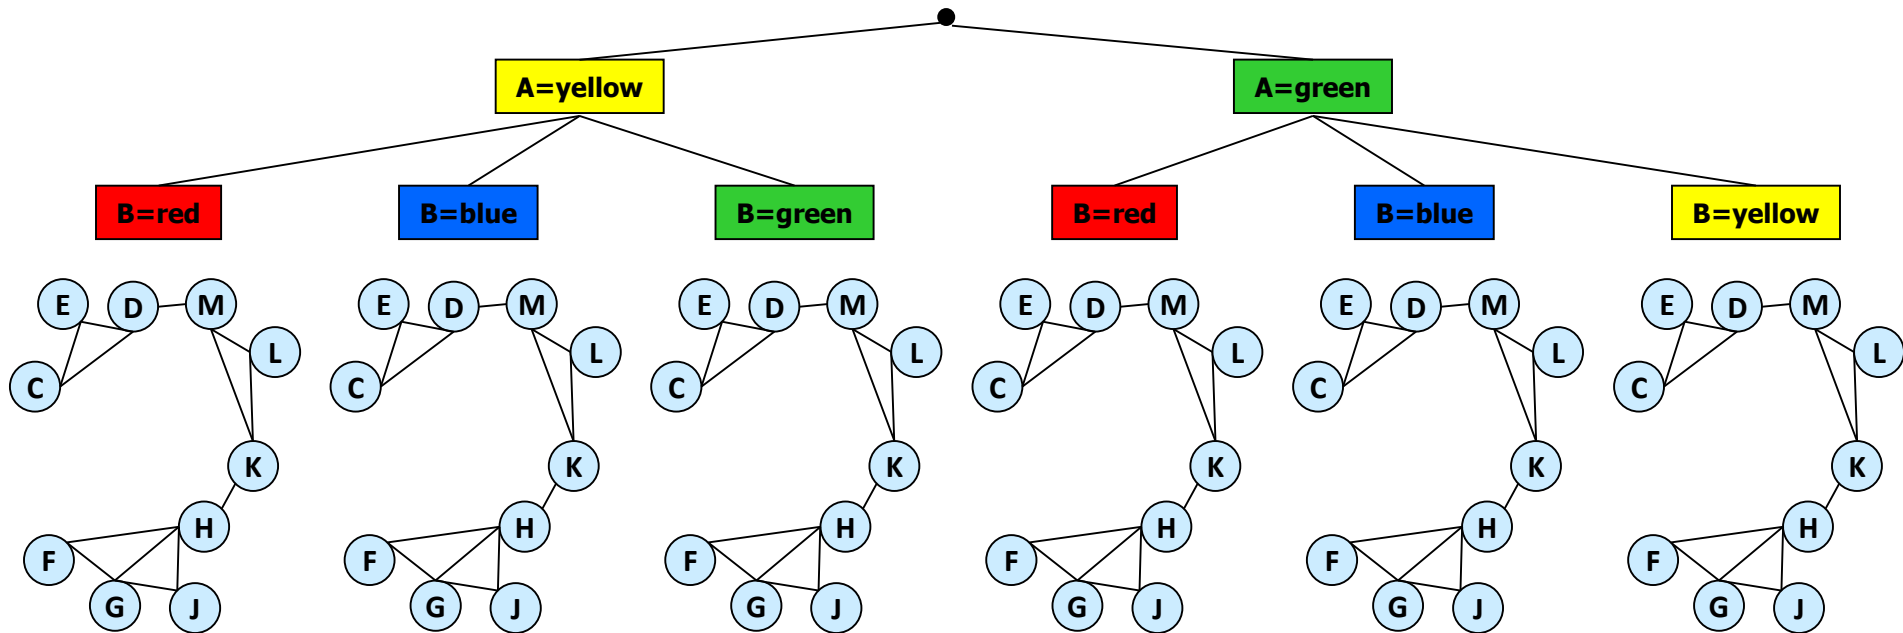 A=yellow A=green
B=red B=blue B=green B=red B=blue B=yellow
E D M E D M E D M E D M E D M E D M
L L L L L L
C C C C C C
K K K K K K
H H H H H H
F F F F F F
G J G J G J G J G J G J